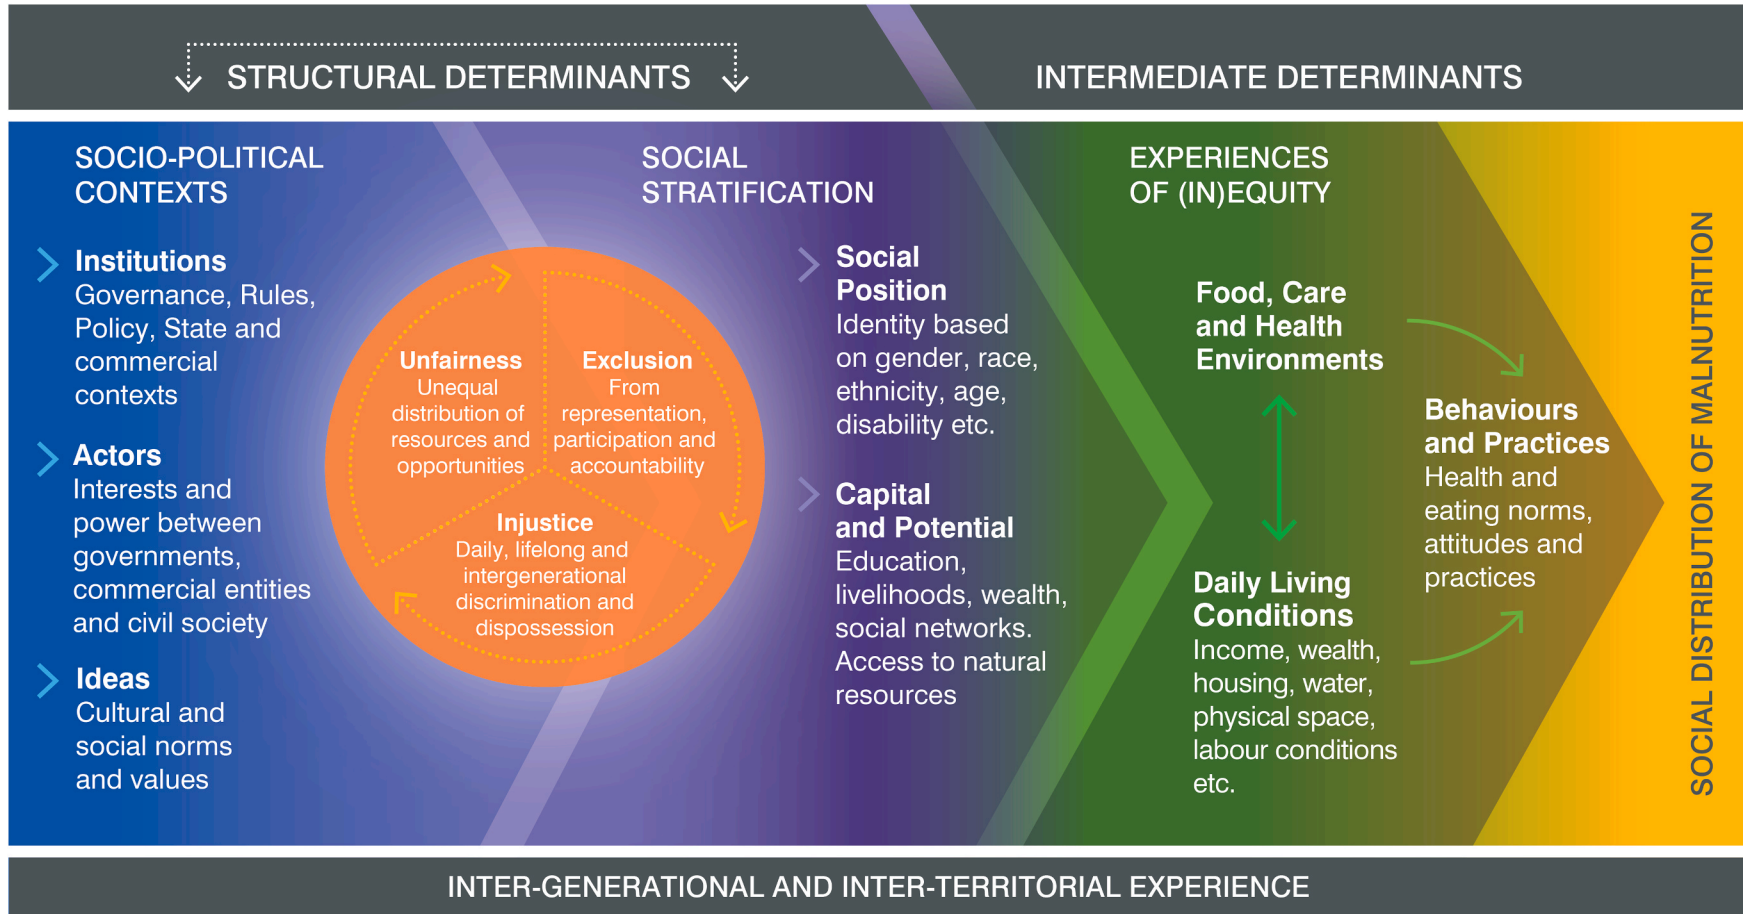 STRUCTURAL DETERMINANTS
INTERMEDIATE DETERMINANTS
SOCIO-POLITICAL
CONTEXTS
Institutions
Governance, Rules,
Policy, State and
commercial
contexts
Actors
Interests and
power between
governments,
commercial entities
and civil society
Ideas
Cultural and
social norms
and values
Unfairness
Unequal
distribution of
resources and
opportunities
Exclusion
From
representation,
participation and
accountability
Injustice
Daily, lifelong and
intergenerational
discrimination and
dispossession
SOCIAL
STRATIFICATION
Social
Position
Identity based
on gender, race,
ethnicity, age,
disability etc.
Capital
and Potential
Education,
livelihoods, wealth,
social networks.
Access to natural
resources
EXPERIENCES
OF (IN)EQUITY
Food, Care
and Health
Environments
Daily Living
Conditions
Income, wealth,
housing, water,
physical space,
labour conditions
etc.
Behaviours
and Practices
Health and
eating norms,
attitudes and
practices
SOCIAL DISTRIBUTION OF MALNUTRITION
INTER-GENERATIONAL AND INTER-TERRITORIAL EXPERIENCE